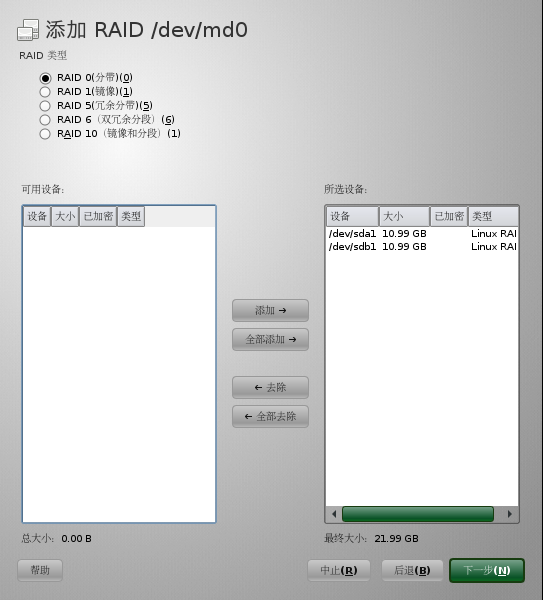 添加 RAID /dev/md0
RAID 类型
RAID 0(分带)(0)
RAID 1(镜像)(1)
RAID 5(冗余分带)(5)
RAID 6（双冗余分段）(6)
RAID 10（镜像和分段）(1)
可用设备:
所选设备:
设备 大小 已加密 类型
设备 大小 已加密 类型
/dev/sda1 10.99 GB Linux RAI
/dev/sdb1 10.99 GB Linux RAI
添加 →
全部添加 →
← 去除
← 全部去除
总大小: 0.00 B
最终大小: 21.99 GB
帮助
中止(R)
后退(B)
下一步(N)